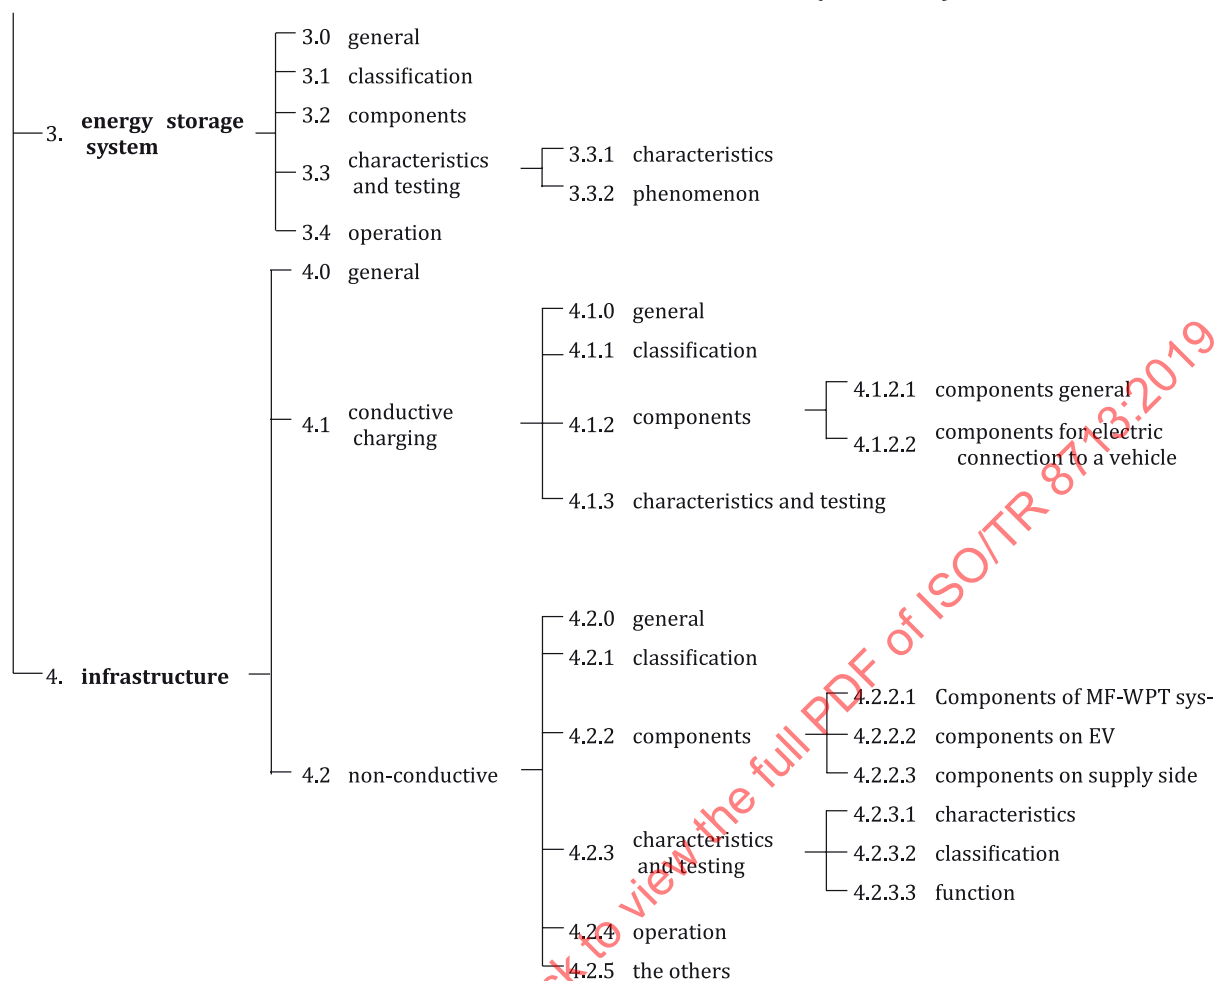 3.0 general
3.1 classification
3. energy storage
system
3.2 components
3.3 characteristics
and testing
3.3.1 characteristics
3.3.2 phenomenon
3.4 operation
4.0 general
4.1.0 general
4.1.1 classification
4.1 conductive
charging
4.1.2 components
4.1.2.1 components general
4.1.2.2 components for electric
connection to a vehicle
4.1.3 characteristics and testing
4. infrastructure
4.2.0 general
4.2.1 classification
4.2 non-conductive
4.2.2 components
4.2.2.1 Components of MF-WPT sys-
4.2.2.2 components on EV
4.2.2.3 components on supply side
4.2.3 characteristics
and testing
4.2.3.1 characteristics
4.2.3.2 classification
4.2.3.3 function
4.2.4 operation
4.2.5 the others
to view the full PDF of ISO/TR 8713:2019